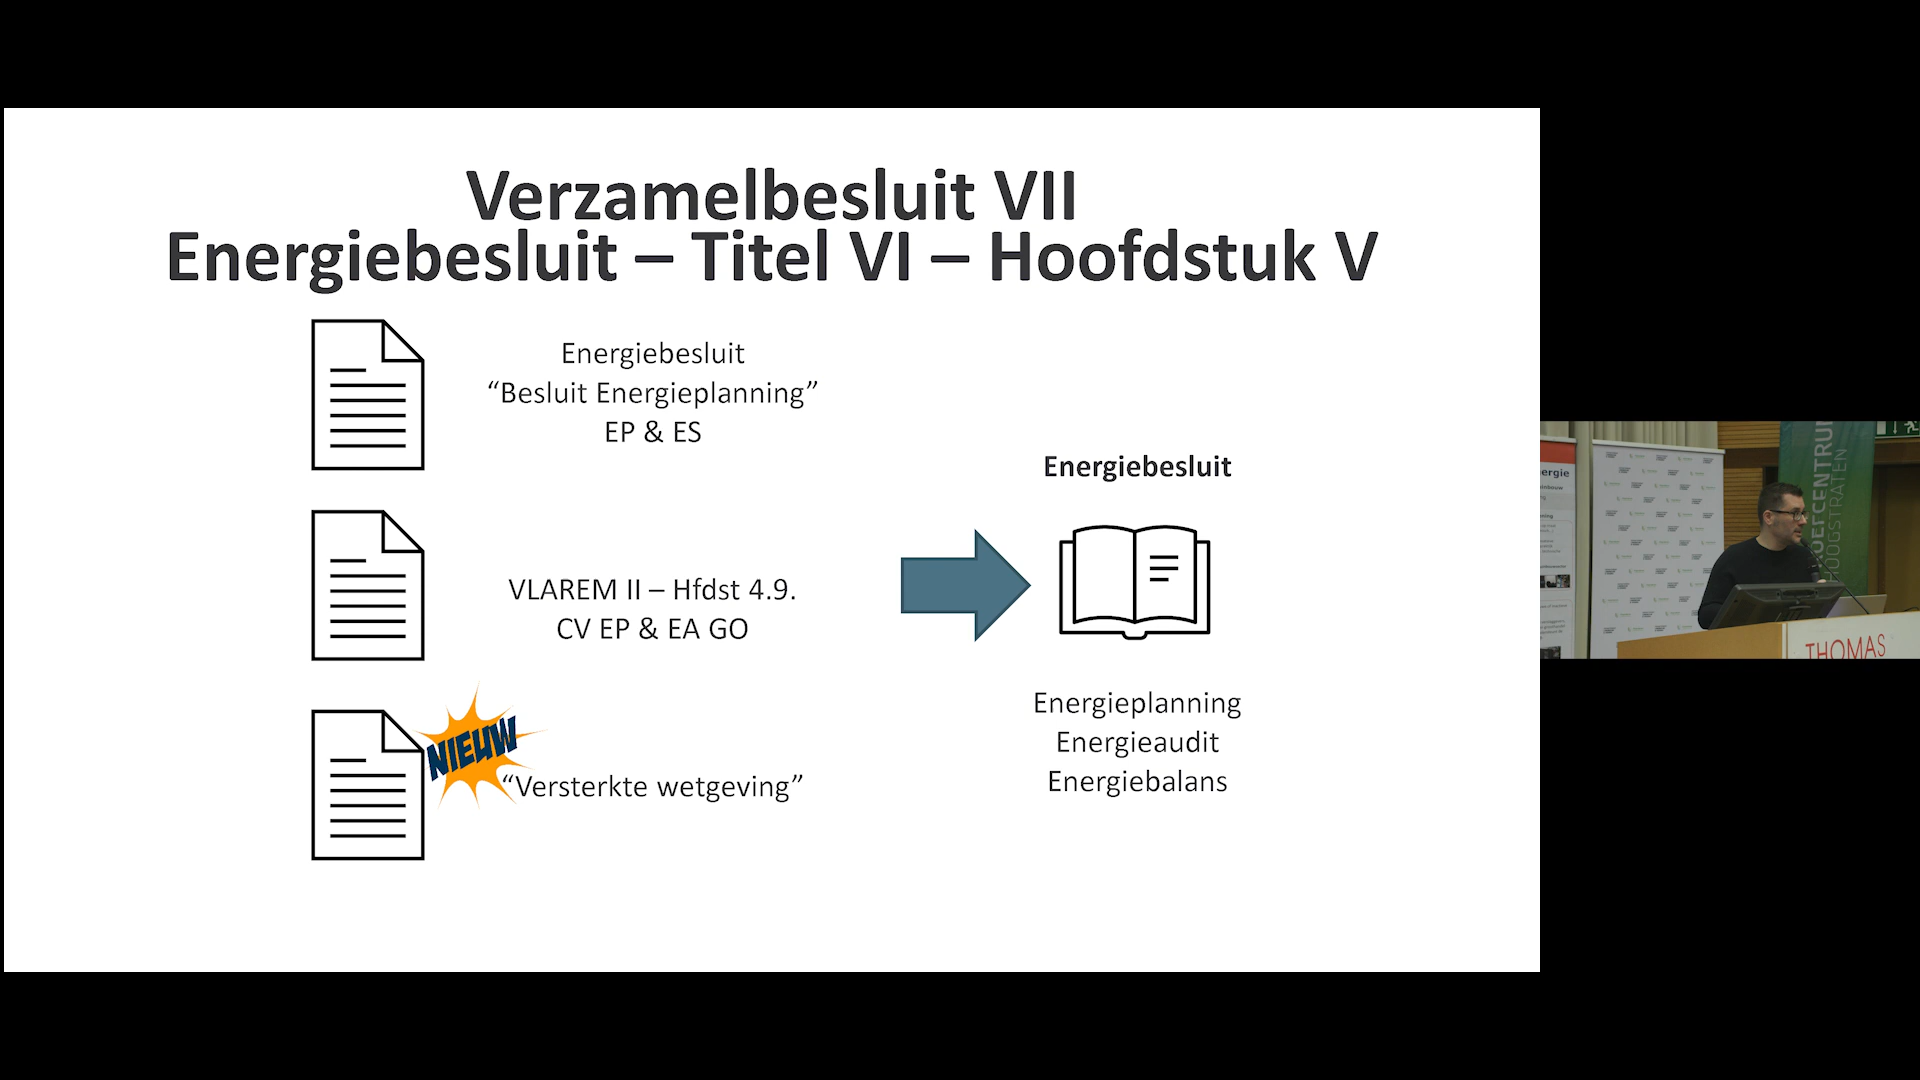 Verzamelbesluit VII
Energiebesluit – Titel VI – Hoofdstuk V
Energiebesluit
“Besluit Energieplanning”
EP & ES
VLAREM II – Hfdst 4.9.
CV EP & EA GO
NIEUW
“Versterkte wetgeving”
Energiebesluit
Energieplanning
Energieaudit
Energiebalans
HOOGSTRATEN
THOMAS